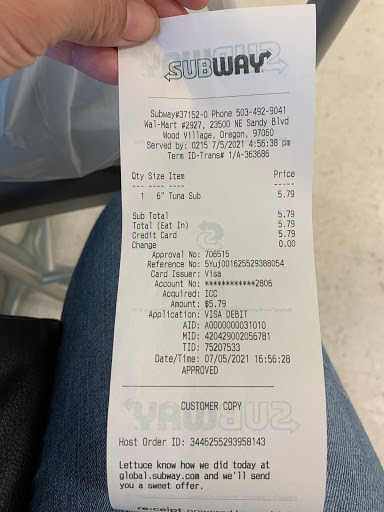 SUBWAY
Subway#37152-0 Phone 503-492-9041
Wal-Mart #2927, 23500 NE Sandy Blvd
Wood Village, Oregon, 97060
Served by: 0215 7/5/2021 4:56:38 pm
Term ID-Trans# 1/A-363686
Qty Size Item Price
--- ---- ---- -----
1 6" Tuna Sub 5.79
Sub Total 5.79
Total (Eat In) 5.79
Credit Card 5.79
Change 0.00
Approval No: 706515
Reference No: 5Yuj001625529388054
Card Issuer: Visa
Account No: ************2806
Acquired: ICC
Amount: $5.79
Application: VISA DEBIT
AID: A0000000031010
MID: 420429002056781
TID: 75207533
Date/Time: 07/05/2021 16:56:28
APPROVED
CUSTOMER COPY
Host Order ID: 3446255293958143
Lettuce know how we did today at
global.subway.com and we'll send
you a sweet offer.